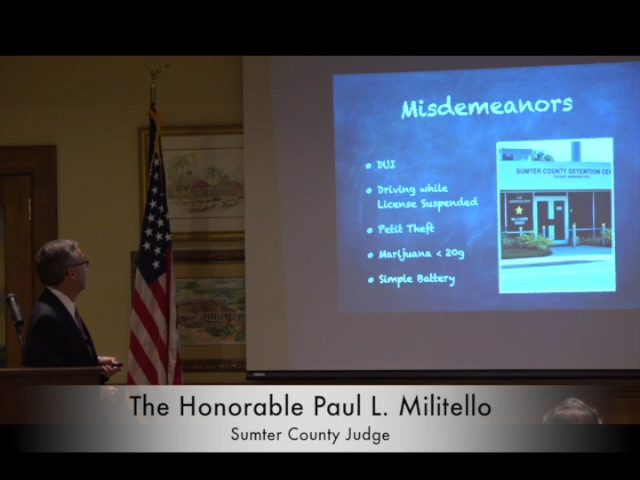 Misdemeanors
DUI
Driving while
License Suspended
Petit Theft
Marijuana < 20g
Simple Battery
SUMTER COUNTY DETENTION CE
The Honorable Paul L. Militello
Sumter County Judge